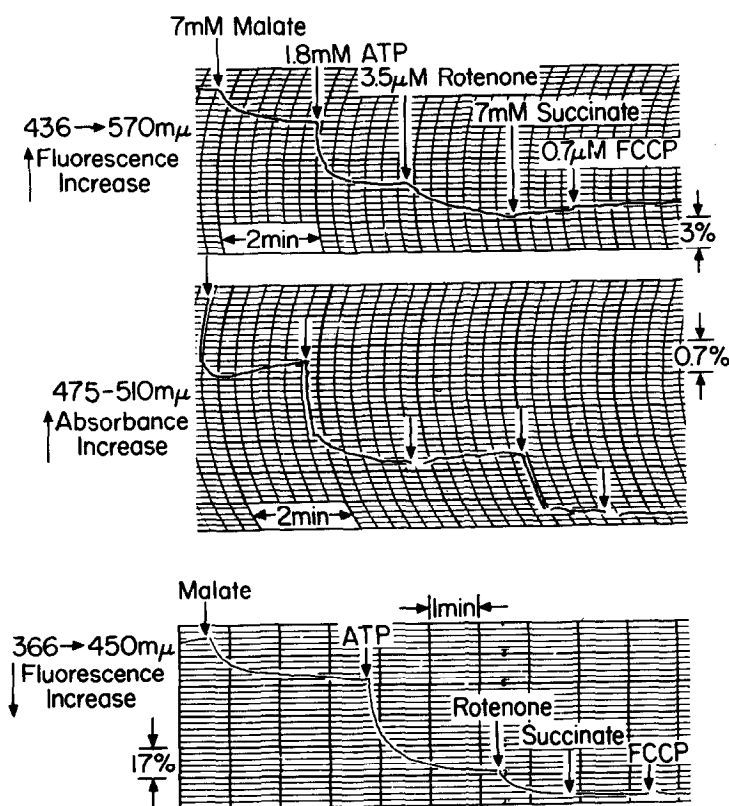 7mM Malate
1.8mM ATP
3.5μM Rotenone
7mM Succinate
0.7μM FCCP
436→570mμ
Fluorescence
Increase
2min
3%
0.7%
475-510mμ
Absorbance
Increase
2min
Malate
1min
366→450mμ
Fluorescence
Increase
ATP
Rotenone
Succinate
FCCP
17%